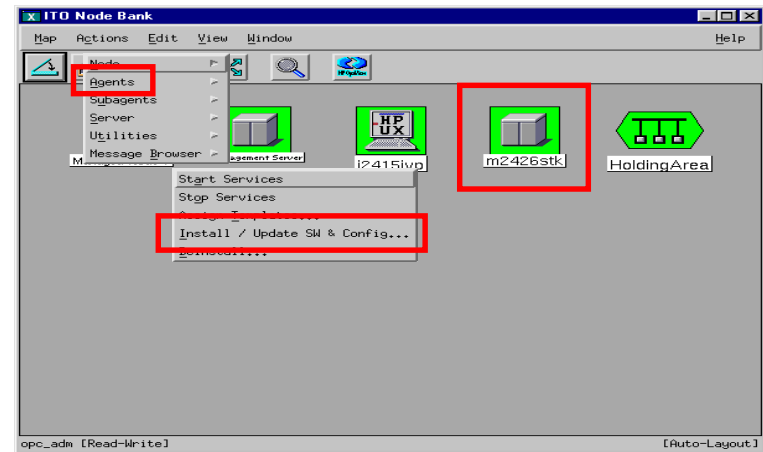 ITO Node Bank
Map Actions Edit View Window Help
Node
HP OpenView
Agents
Subagents
Server
Utilities
Message Browser
HP
UX
agement Server
i2415ivp
m2426stk
HoldingArea
Start Services
Stop Services
Install / Update SW & Config...
opc_adm [Read-Write] [Auto-Layout]